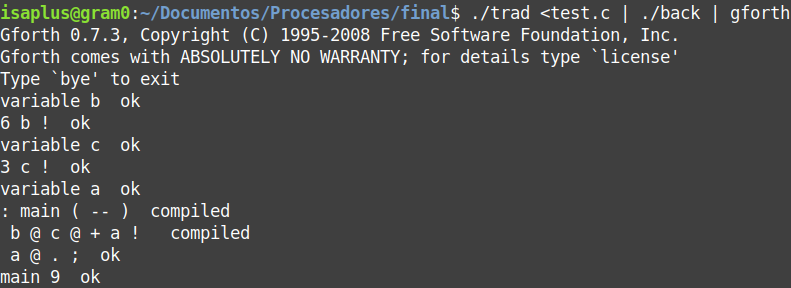 isaplus@gram0:~/Documentos/Procesadores/final$ ./trad <test.c | ./back | gforth
Gforth 0.7.3, Copyright (C) 1995-2008 Free Software Foundation, Inc.
Gforth comes with ABSOLUTELY NO WARRANTY; for details type `license'
Type `bye' to exit
variable b  ok
6 b !  ok
variable c  ok
3 c !  ok
variable a  ok
: main ( -- )  compiled
 b @ c @ + a !   compiled
 a @ . ;  ok
main 9  ok